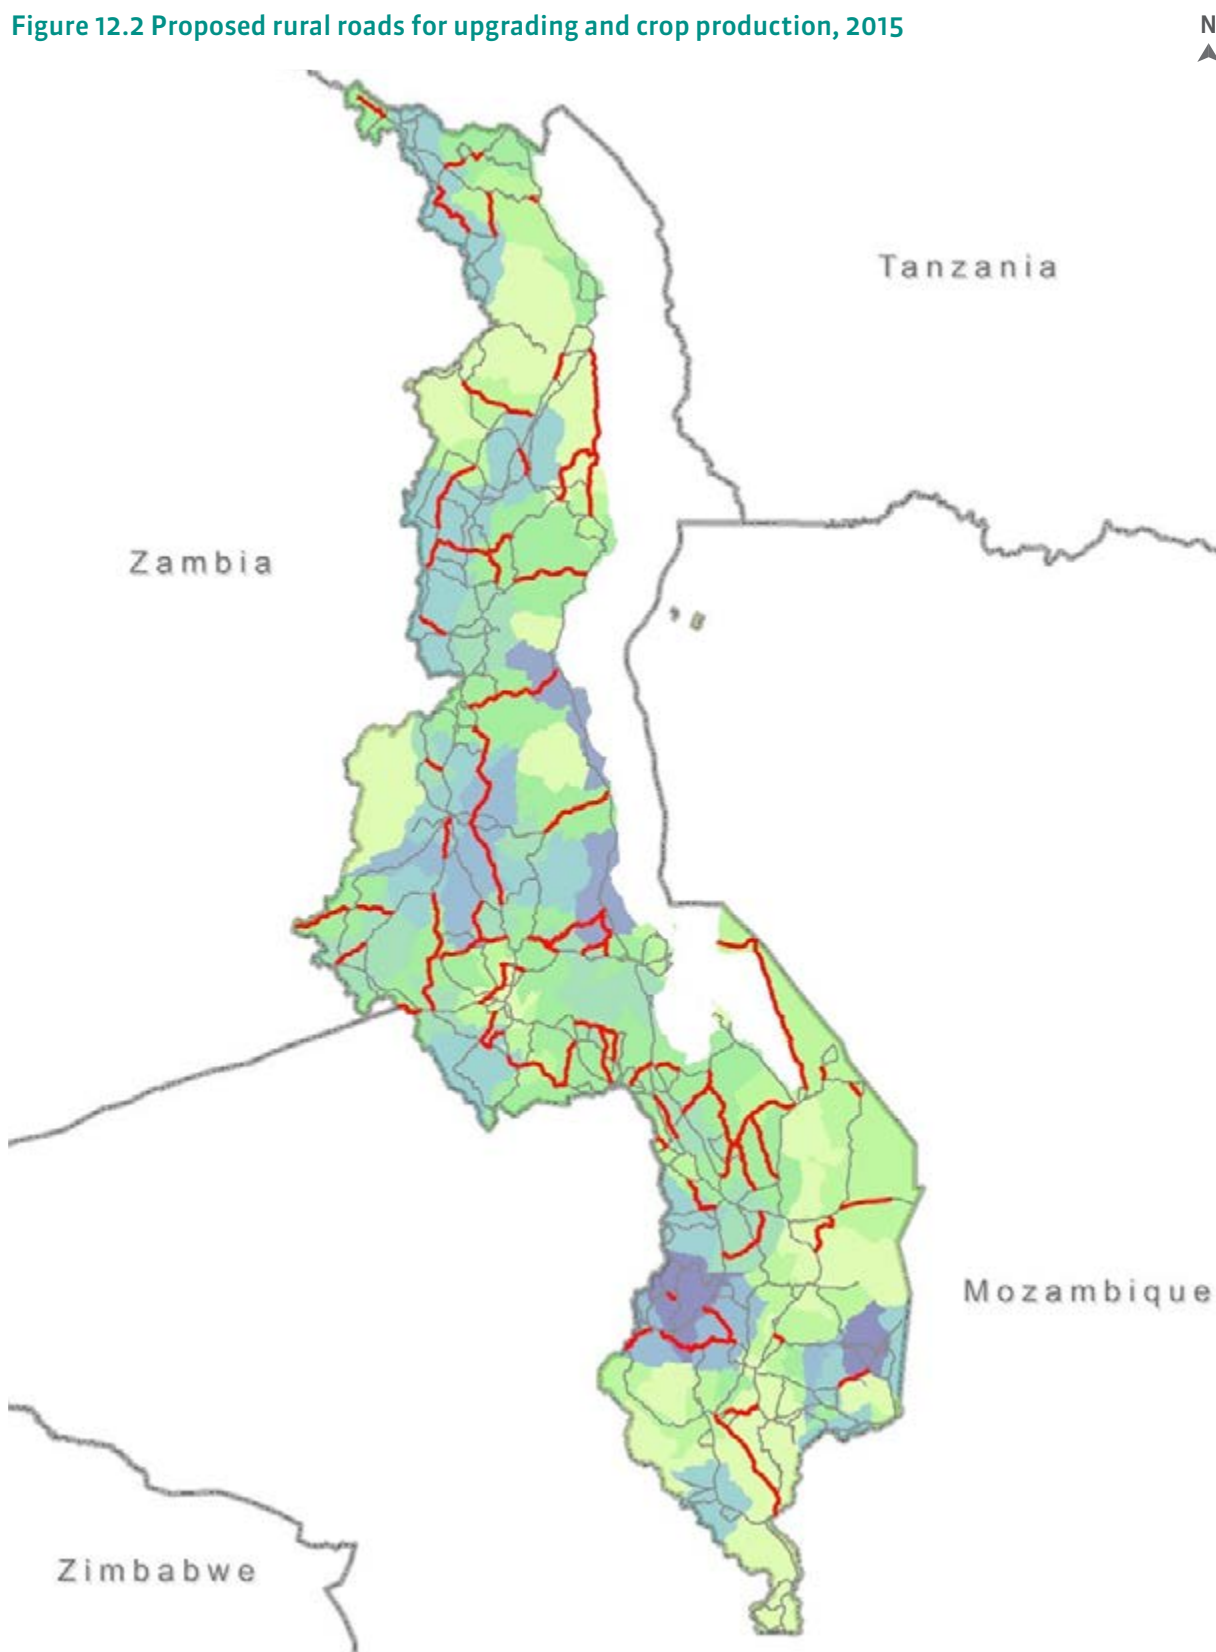 Figure 12.2 Proposed rural roads for upgrading and crop production, 2015
N
Tanzania
Zambia
Mozambique
Zimbabwe